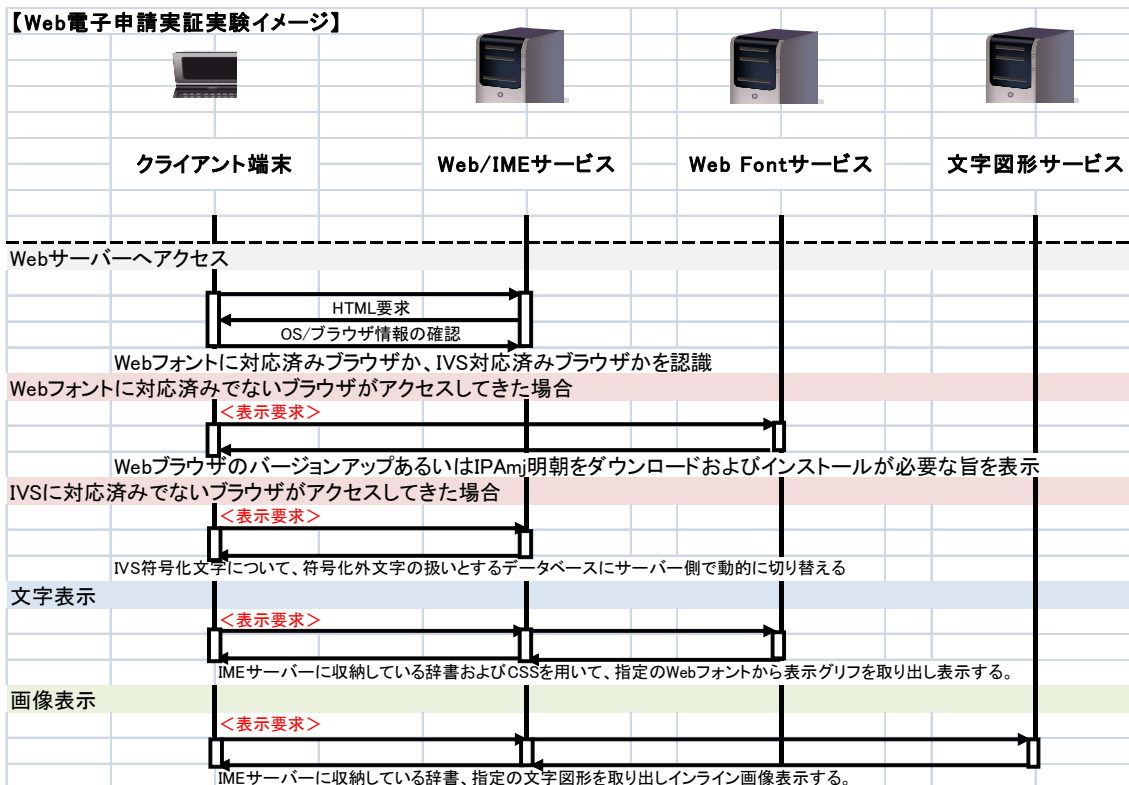 【Web電子申請実証実験イメージ】
クライアント端末
Web/IMEサービス
Web Fontサービス
文字図形サービス
Webサーバーへアクセス
HTML要求
OS/ブラウザ情報の確認
Webフォントに対応済みブラウザか、IVS対応済みブラウザかを認識
Webフォントに対応済みでないブラウザがアクセスしてきた場合
＜表示要求＞
WebブラウザのバージョンアップあるいはIPAmj明朝をダウンロードおよびインストールが必要な旨を表示
IVSに対応済みでないブラウザがアクセスしてきた場合
＜表示要求＞
IVS符号化文字について、符号化外文字の扱いとするデータベースにサーバー側で動的に切り替える
文字表示
＜表示要求＞
IMEサーバーに収納している辞書およびCSSを用いて、指定のWebフォントから表示グリフを取り出し表示する。
画像表示
＜表示要求＞
IMEサーバーに収納している辞書、指定の文字図形を取り出しインライン画像表示する。